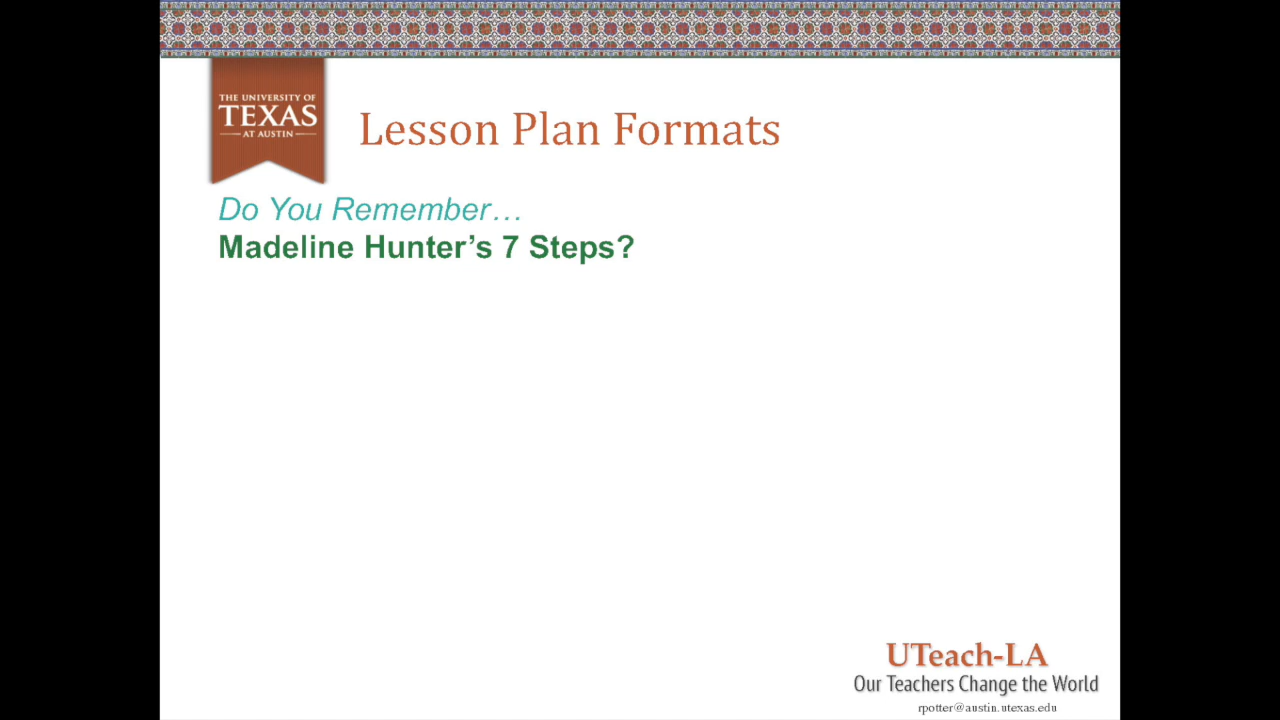 THE UNIVERSITY OF
TEXAS
AT AUSTIN
Lesson Plan Formats
Do You Remember…
Madeline Hunter’s 7 Steps?
UTeach-LA
Our Teachers Change the World
rpotter@austin.utexas.edu